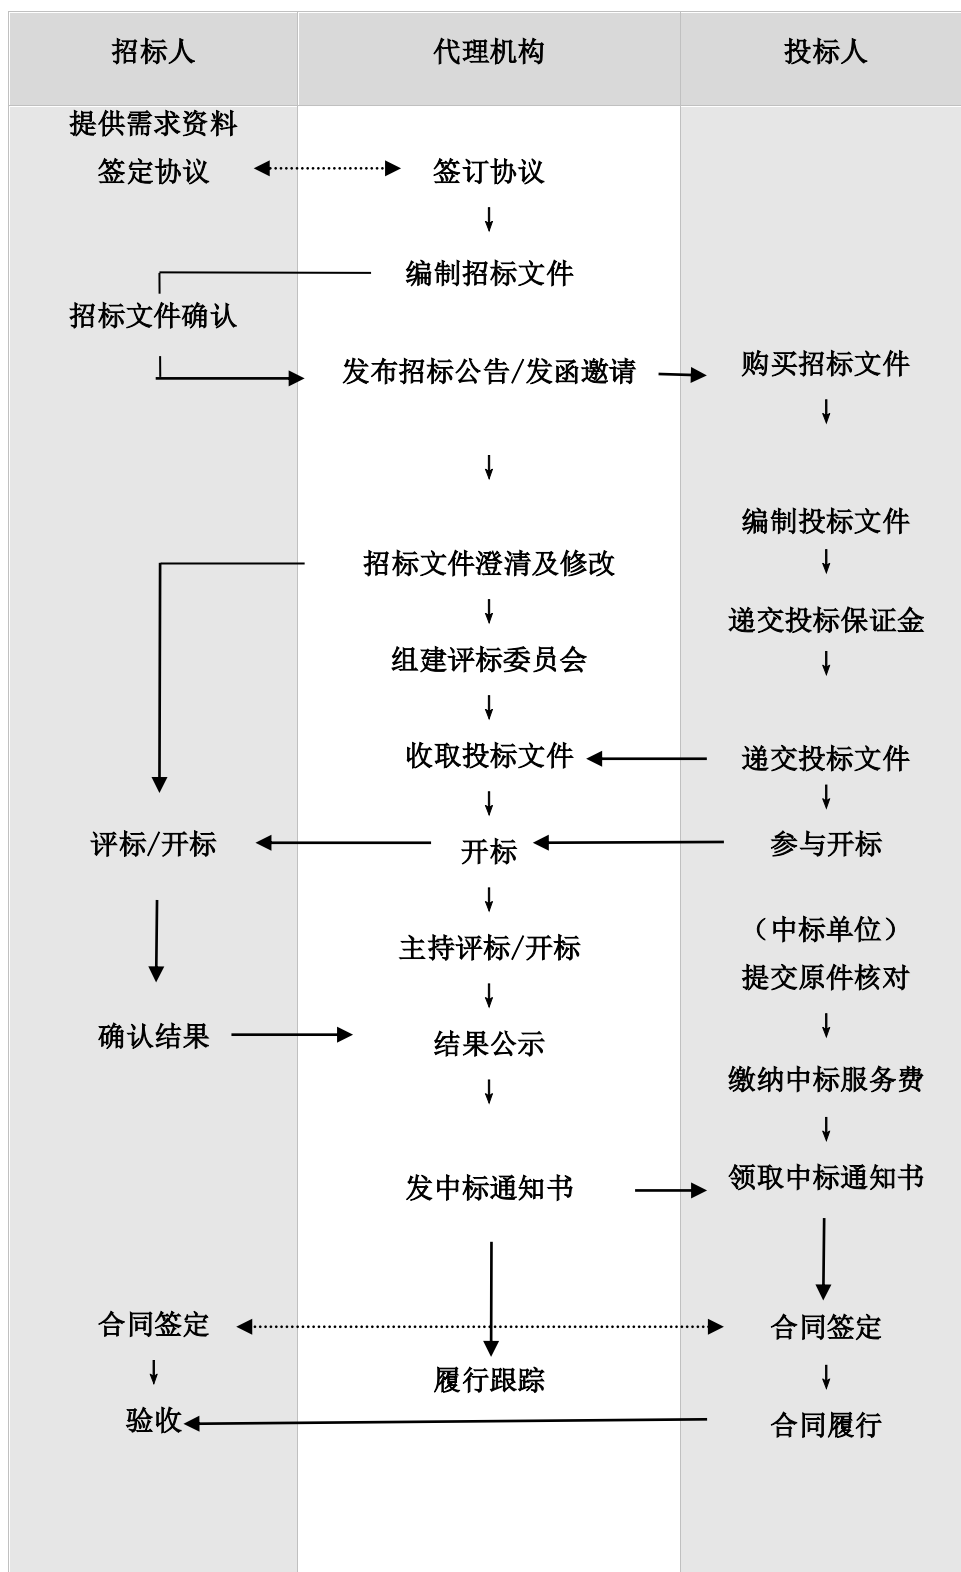 招标人
代理机构
投标人
提供需求资料
签定协议
签订协议
编制招标文件
招标文件确认
发布招标公告/发函邀请
购买招标文件
编制投标文件
招标文件澄清及修改
递交投标保证金
组建评标委员会
收取投标文件
递交投标文件
评标/开标
开标
参与开标
（中标单位）
主持评标/开标
提交原件核对
确认结果
结果公示
缴纳中标服务费
发中标通知书
领取中标通知书
合同签定
合同签定
履行跟踪
验收
合同履行